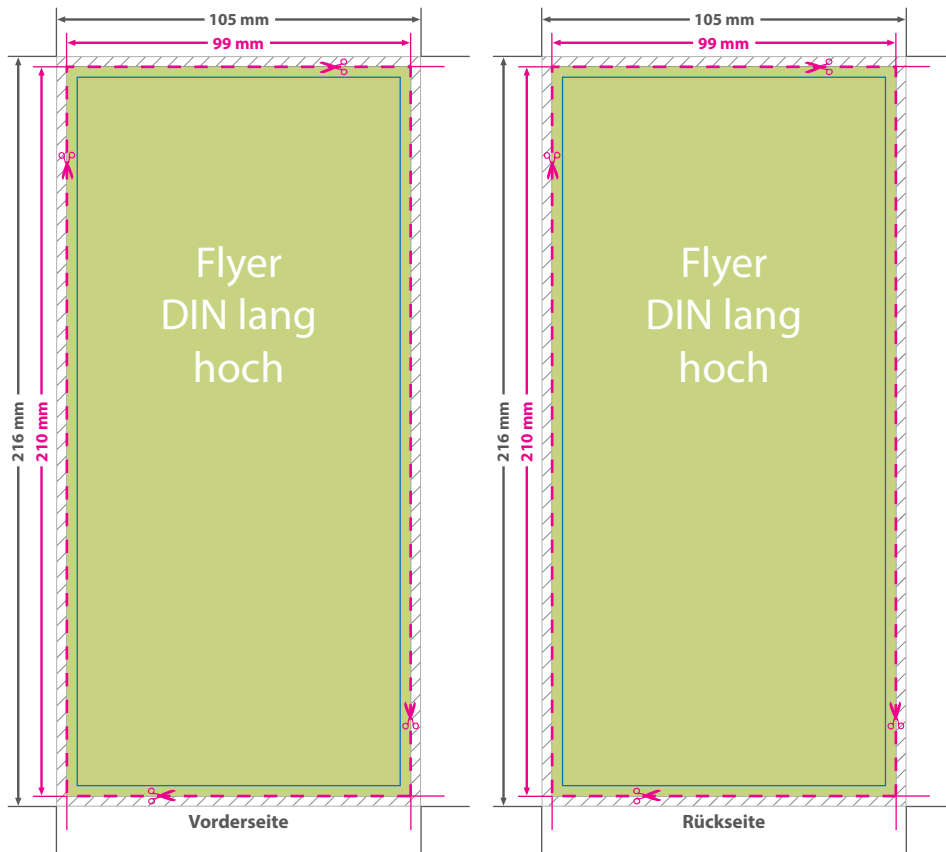 105 mm
99 mm
216 mm
210 mm
Flyer
DIN lang
hoch
Vorderseite
105 mm
99 mm
216 mm
210 mm
Flyer
DIN lang
hoch
Rückseite